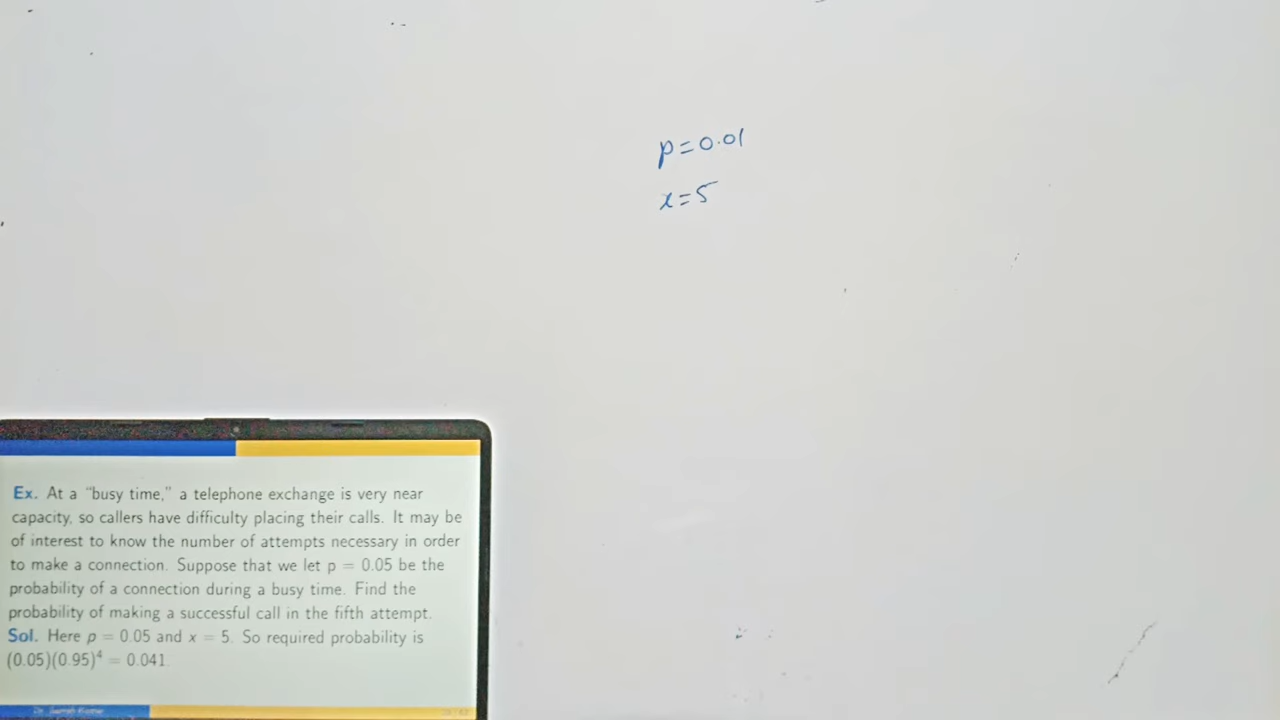 p=0.01
x=5
Ex. At a "busy time," a telephone exchange is very near
capacity, so callers have difficulty placing their calls. It may be
of interest to know the number of attempts necessary in order
to make a connection. Suppose that we let p = 0.05 be the
probability of a connection during a busy time. Find the
probability of making a successful call in the fifth attempt.
Sol. Here p = 0.05 and x = 5. So required probability is
(0.05)(0.95)⁴ = 0.041.